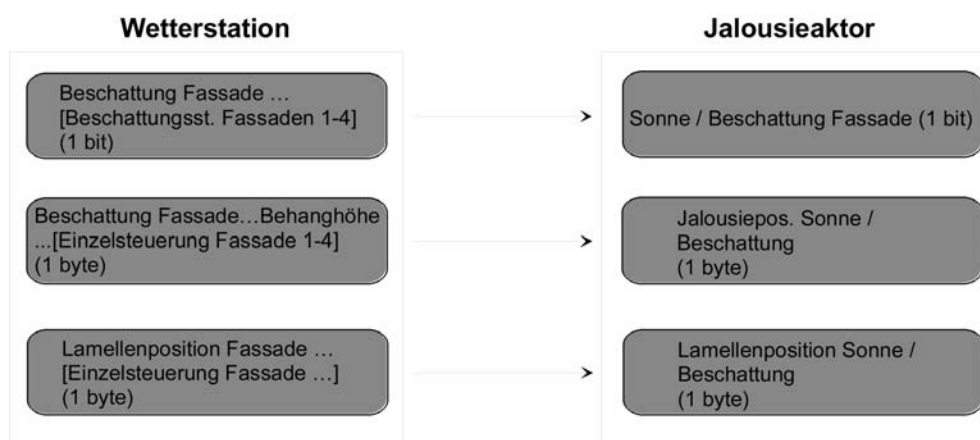 Wetterstation
Beschattung Fassade …
[Beschattungsst. Fassaden 1-4]
(1 bit)
Beschattung Fassade…Behanghöhe
...[Einzelsteuerung Fassade 1-4]
(1 byte)
Lamellenposition Fassade …
[Einzelsteuerung Fassade …]
(1 byte)
Jalousieaktor
Sonne / Beschattung Fassade (1 bit)
Jalousiepos. Sonne /
Beschattung
(1 byte)
Lamellenposition Sonne /
Beschattung
(1 byte)